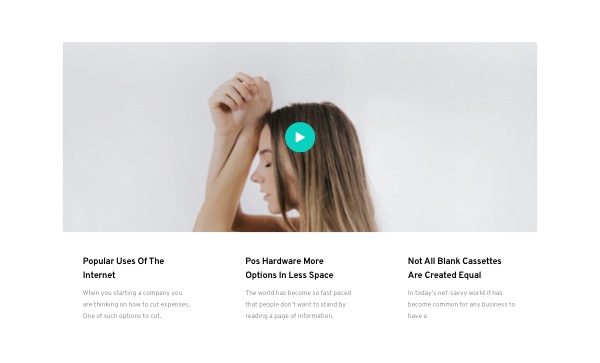 Popular Uses Of The
Internet
When you starting a company you
are thinking on how to cut expenses.
One of such options to cut.
Pos Hardware More
Options In Less Space
The world has become so fast paced
that people don't want to stand by
reading a page of information.
Not All Blank Cassettes
Are Created Equal
In today's net-savvy world it has
become common for any business to
have a